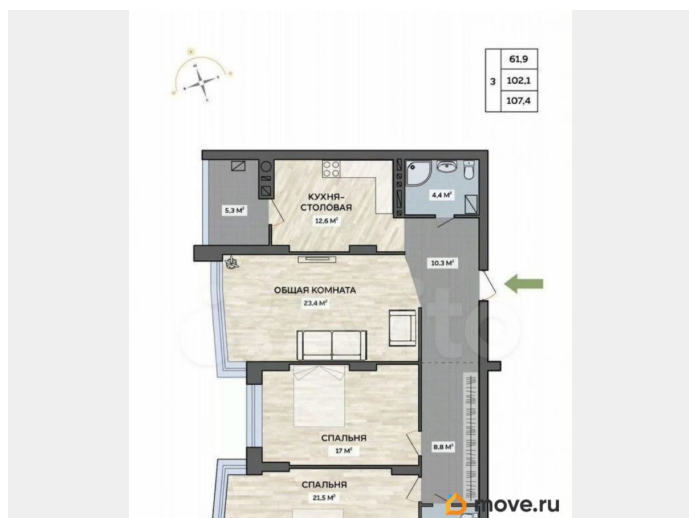 3
61,9
102,1
107,4
КУХНЯ-
СТОЛОВАЯ
12,6 М²
5,3 М²
4,4 М²
10.3 М²
ОБЩАЯ КОМНАТА
23,4 М²
СПАЛЬНЯ
17 М²
8.8 М²
СПАЛЬНЯ
21,5 М²
move.ru